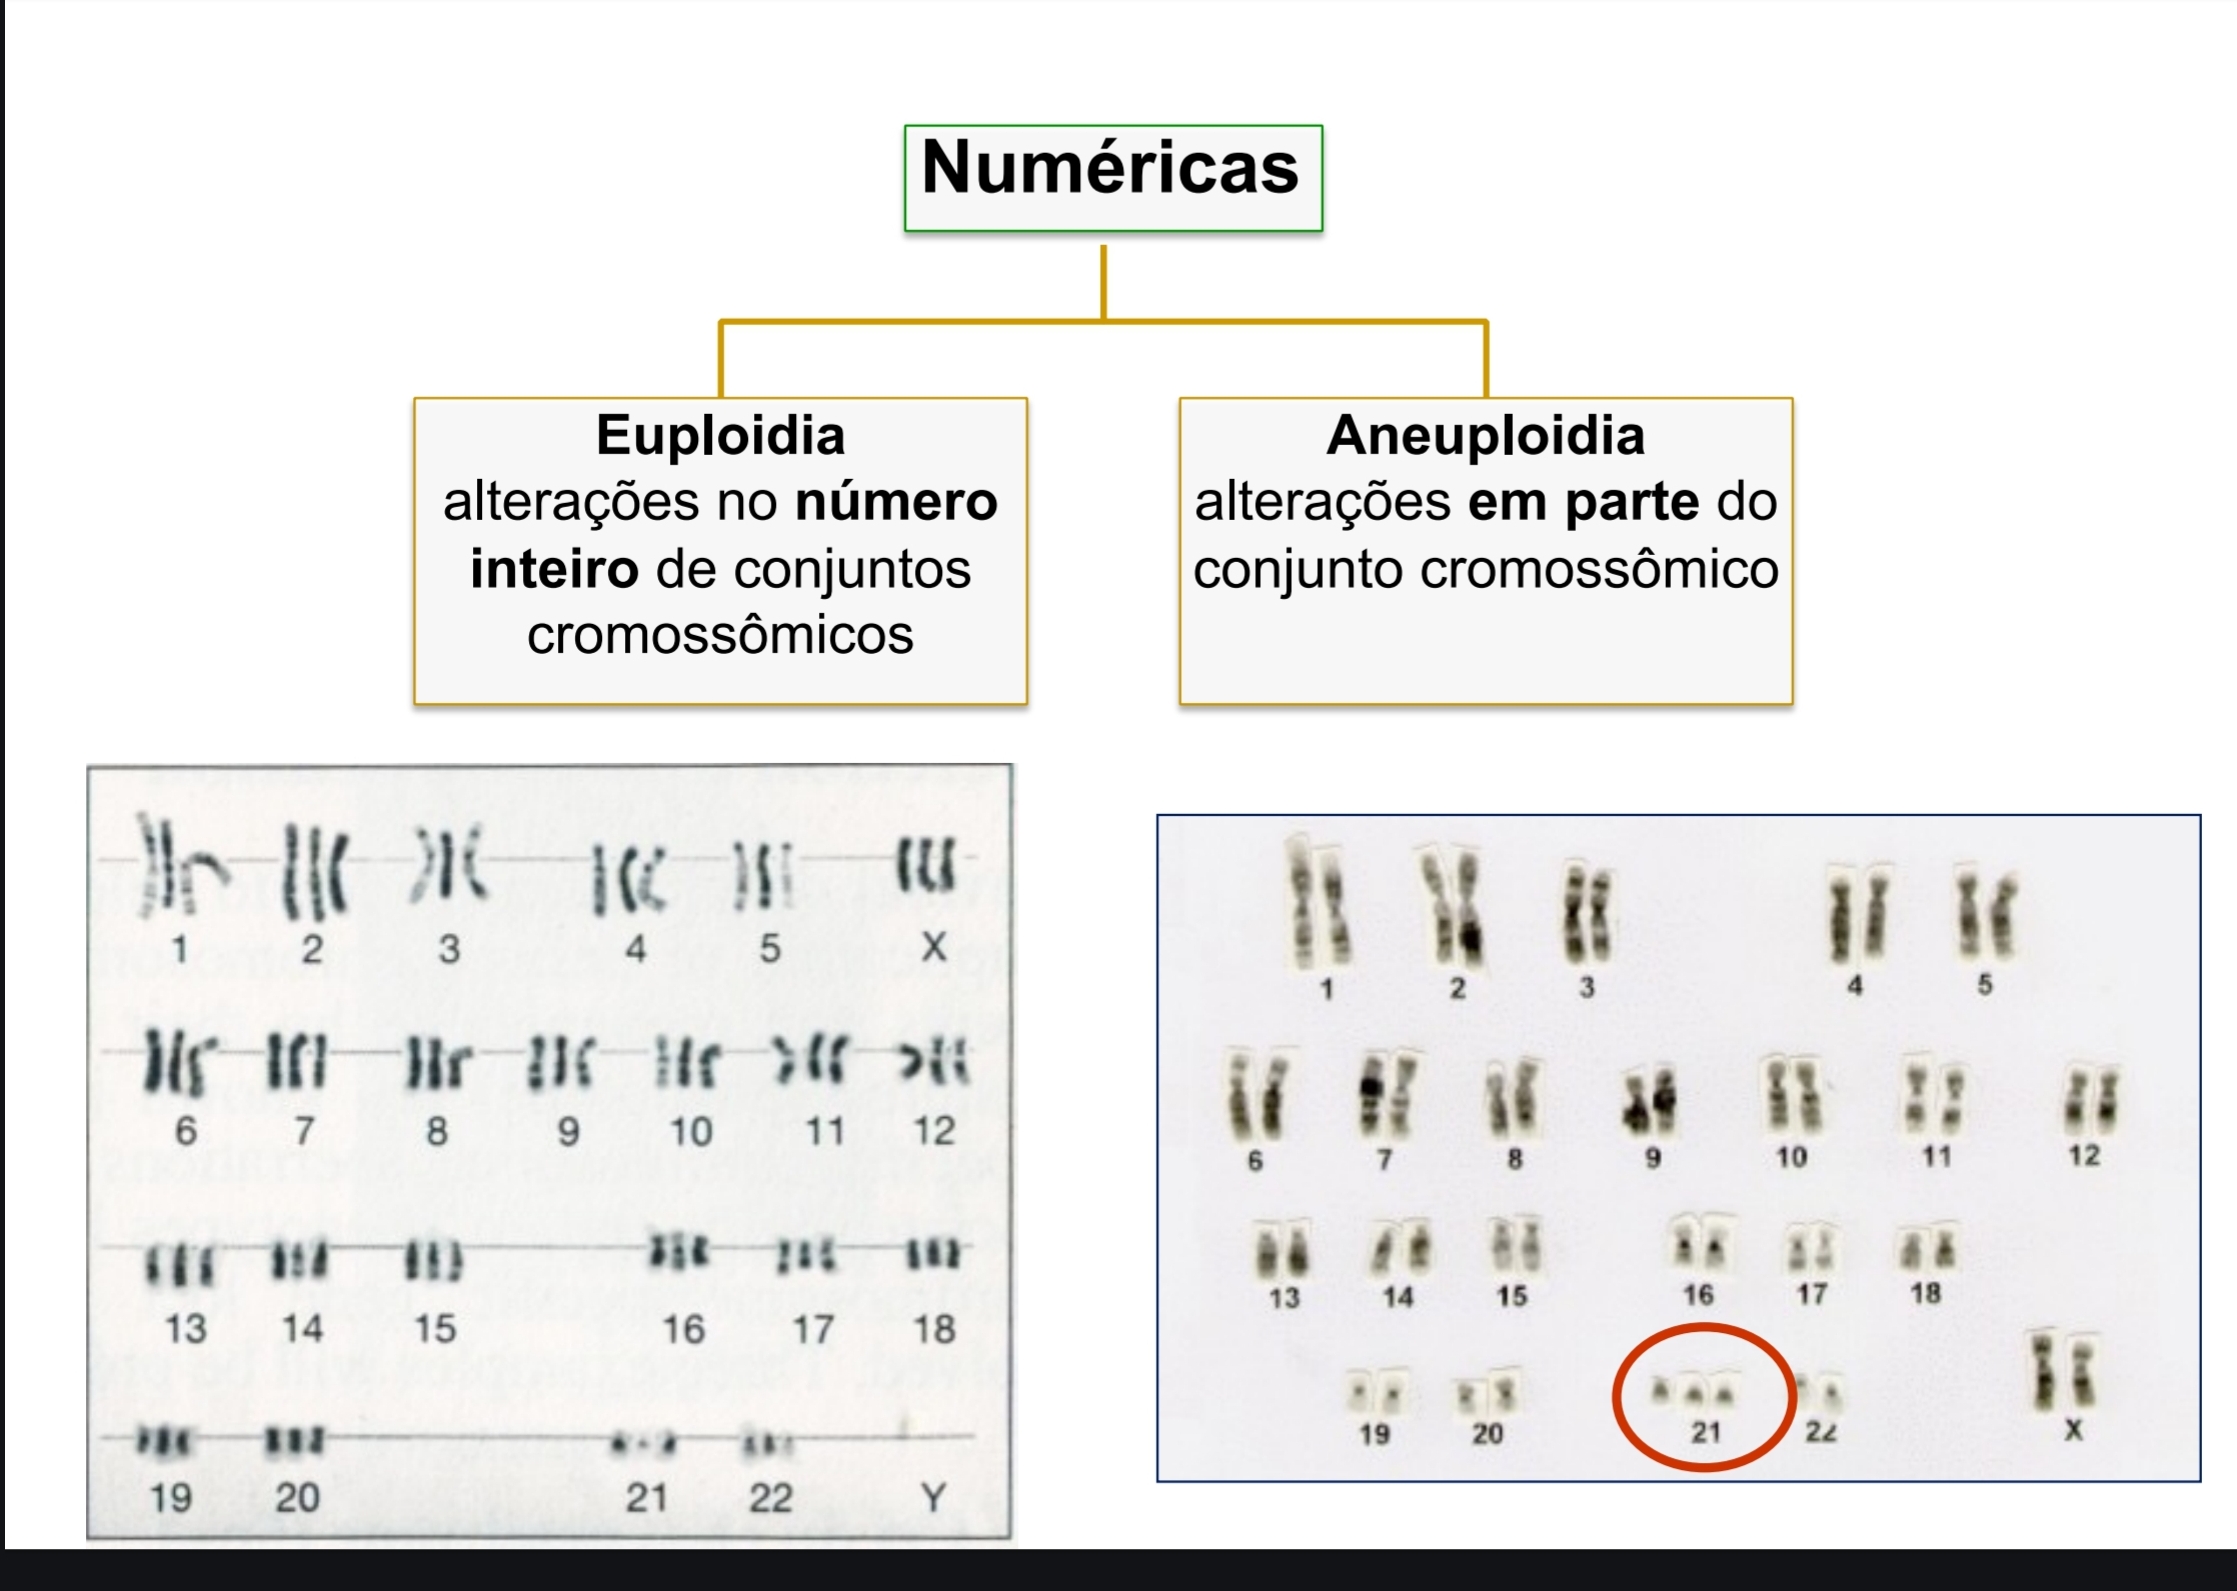 Numéricas
Euploidia
alterações no número
inteiro de conjuntos
cromossômicos
Aneuploidia
alterações em parte do
conjunto cromossômico
1 2 3 4 5 X
6 7 8 9 10 11 12
13 14 15 16 17 18
19 20 21 22 Y
1 2 3 4 5
6 7 8 9 10 11 12
13 14 15 16 17 18
19 20 21 22 X